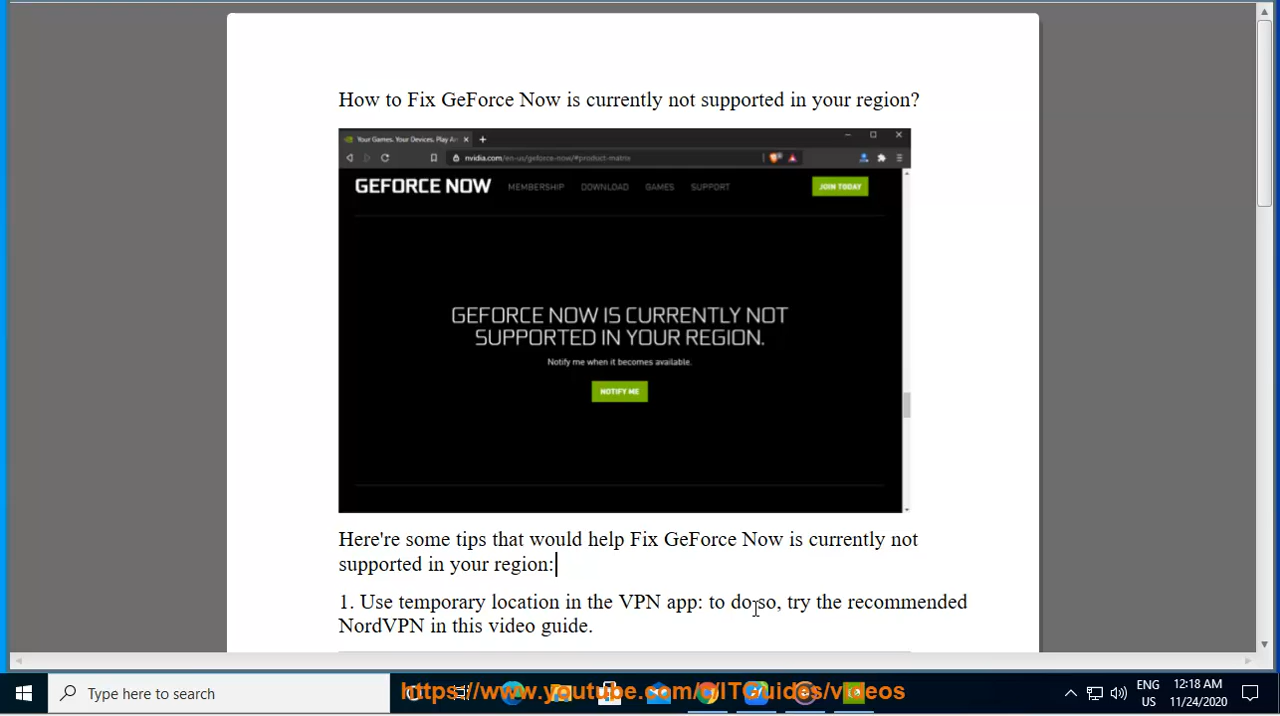 How to Fix GeForce Now is currently not supported in your region?
Your Games. Your Devices. Play A
nvidia.com/en-us/geforce-now/#product-matrix
GEFORCE NOW MEMBERSHIP DOWNLOAD GAMES SUPPORT JOIN TODAY
GEFORCE NOW IS CURRENTLY NOT
SUPPORTED IN YOUR REGION.
Notify me when it becomes available.
NOTIFY ME
Here're some tips that would help Fix GeForce Now is currently not
supported in your region:
1. Use temporary location in the VPN app: to do so, try the recommended
NordVPN in this video guide.
Type here to search
https://www.youtube.com/c/ITGuides/videos
ENG
US
12:18 AM
11/24/2020